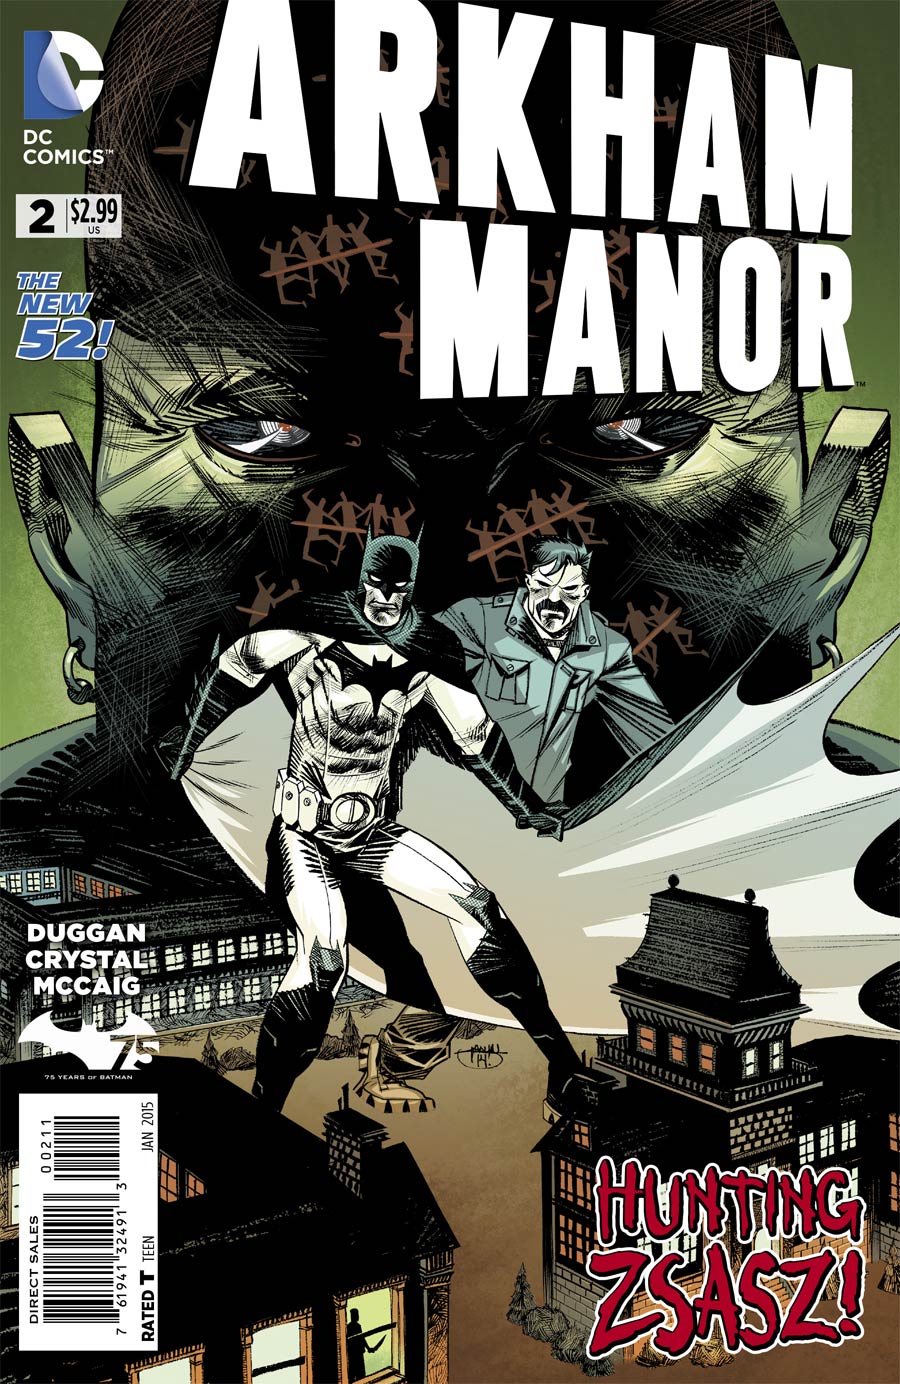 ARKHAM
MANOR
™
DC
COMICS™
2 $2.99
US
THE
NEW
52!
DUGGAN
CRYSTAL
MCCAIG
75
75 YEARS OF BATMAN
DIRECT SALES
00211
7 61941 32491 3
RATED T TEEN JAN 2015
HUNTING
ZSASZ!